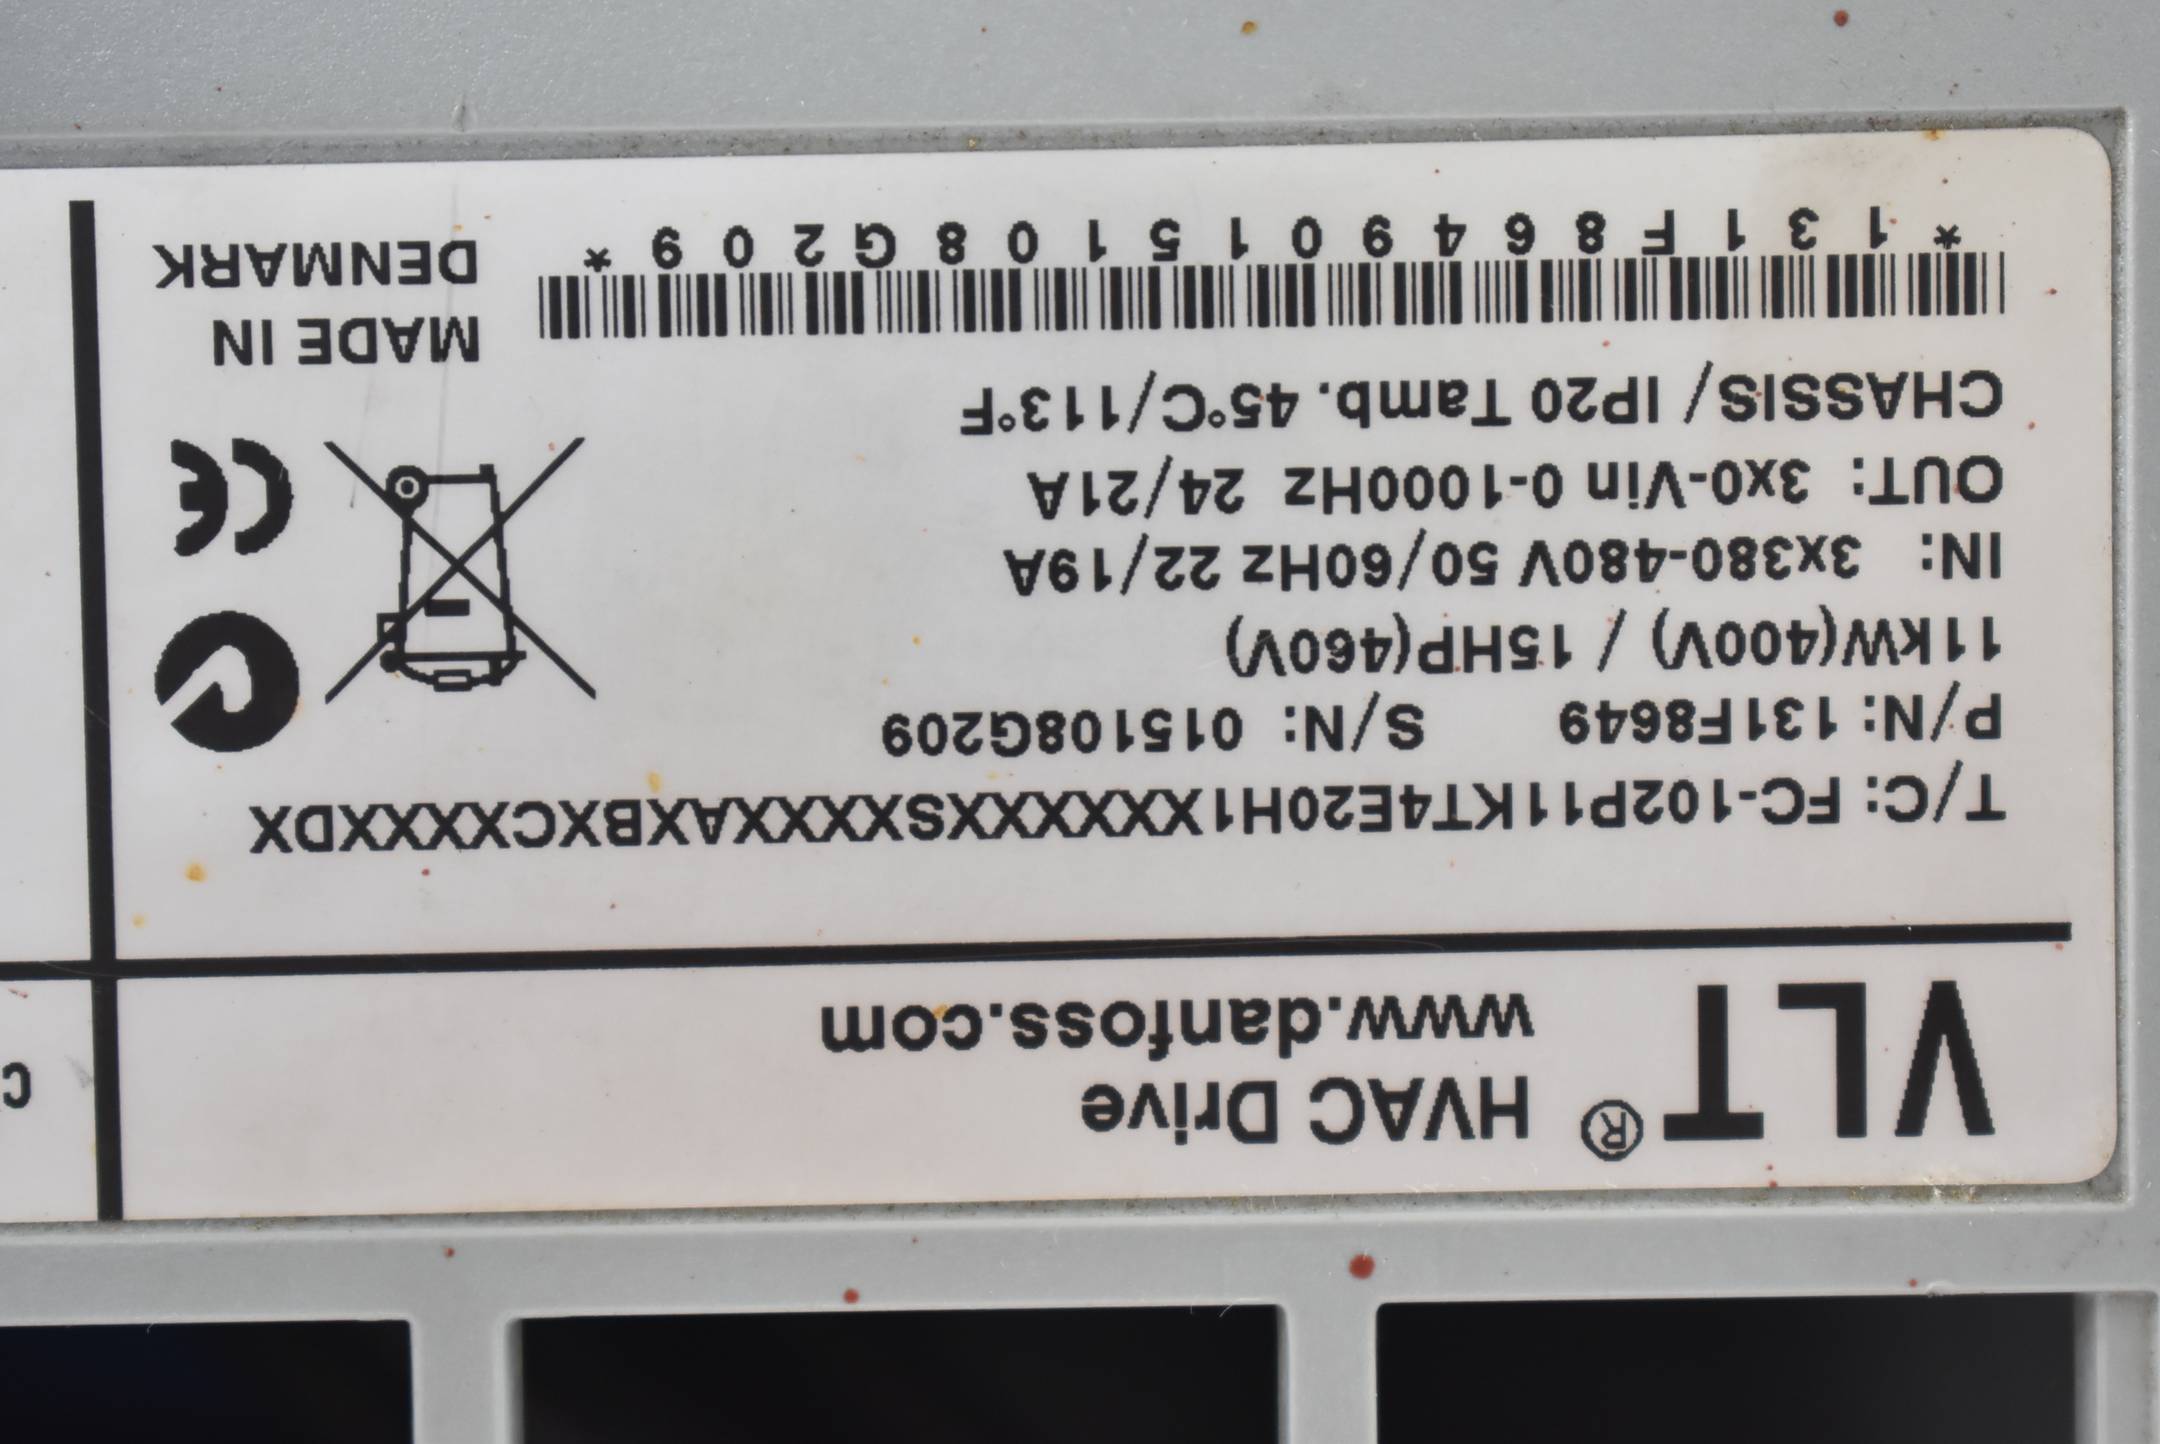 VLT® HVAC Drive
www.danfoss.com
T/C: FC-102P11KT4E20H1XXXXXXSXXXXAXBXCXXXXDX
P/N: 131F8649 S/N: 015108G209
11kW(400V) / 15HP(460V)
IN: 3x380-480V 50/60Hz 22/19A
OUT: 3x0-Vin 0-1000Hz 24/21A
CHASSIS/ IP20 Tamb. 45°C/113°F
*131F8649015108G209*
MADE IN
DENMARK
CE